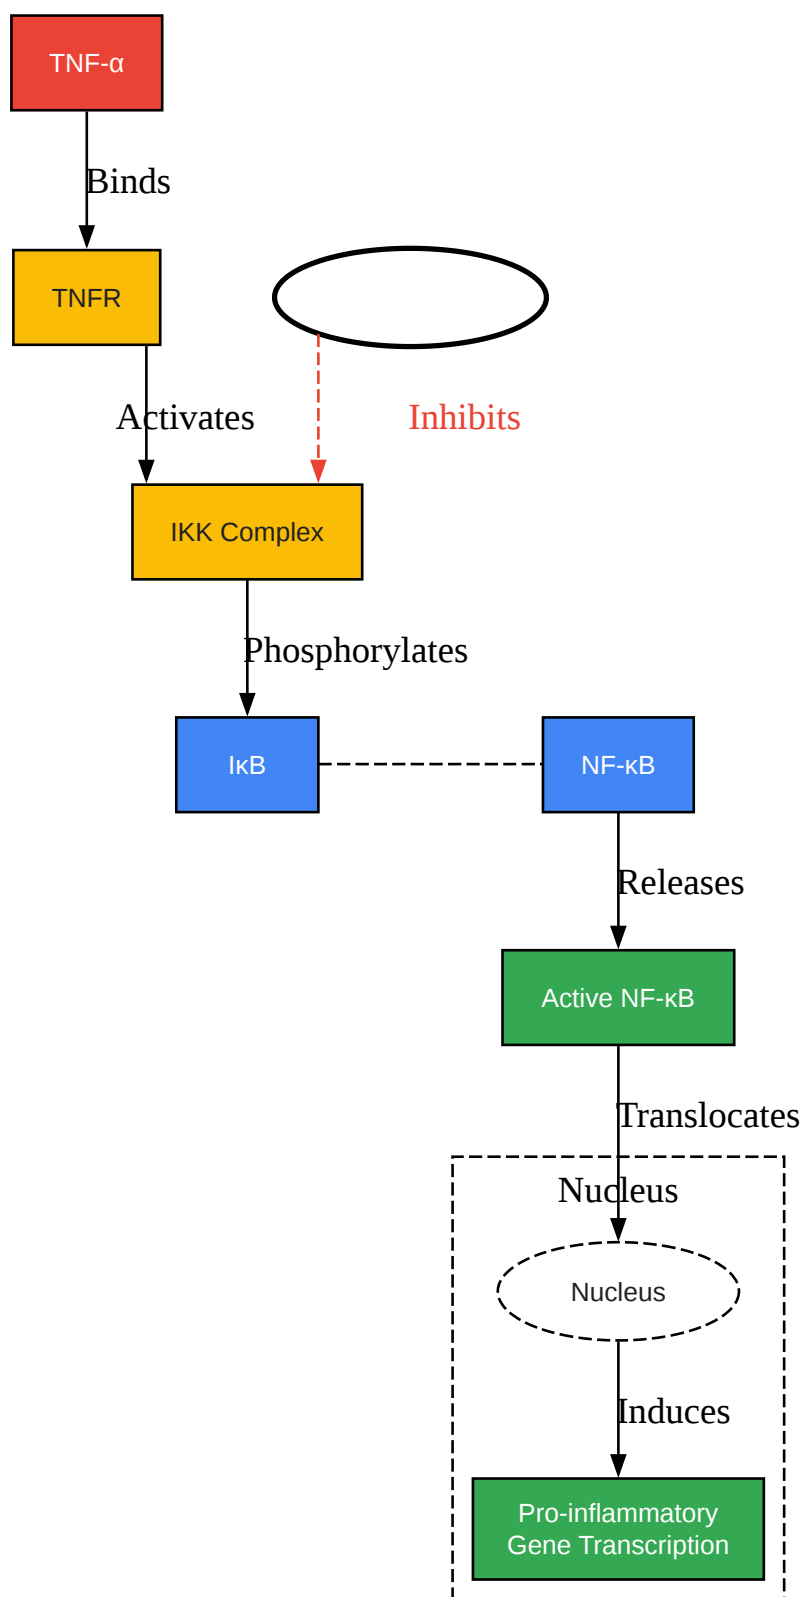 TNF-α
Binds
TNFR
Activates
Inhibits
IKK Complex
Phosphorylates
IκB
NF-κB
Releases
Active NF-κB
Translocates
Nucleus
Nucleus
Induces
Pro-inflammatory
Gene Transcription